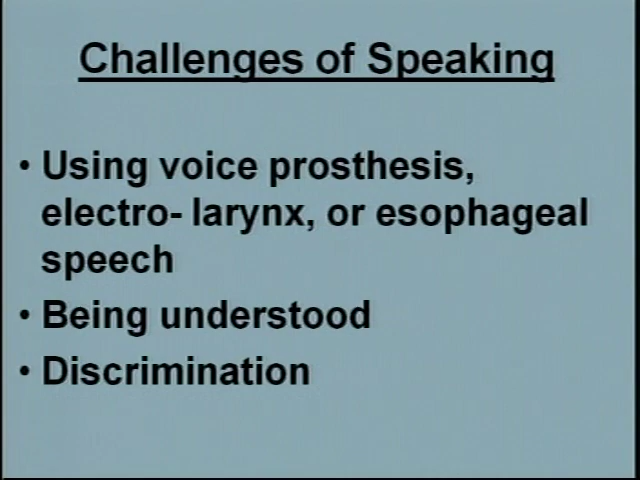 Challenges of Speaking
• Using voice prosthesis,
electro- larynx, or esophageal
speech
• Being understood
• Discrimination